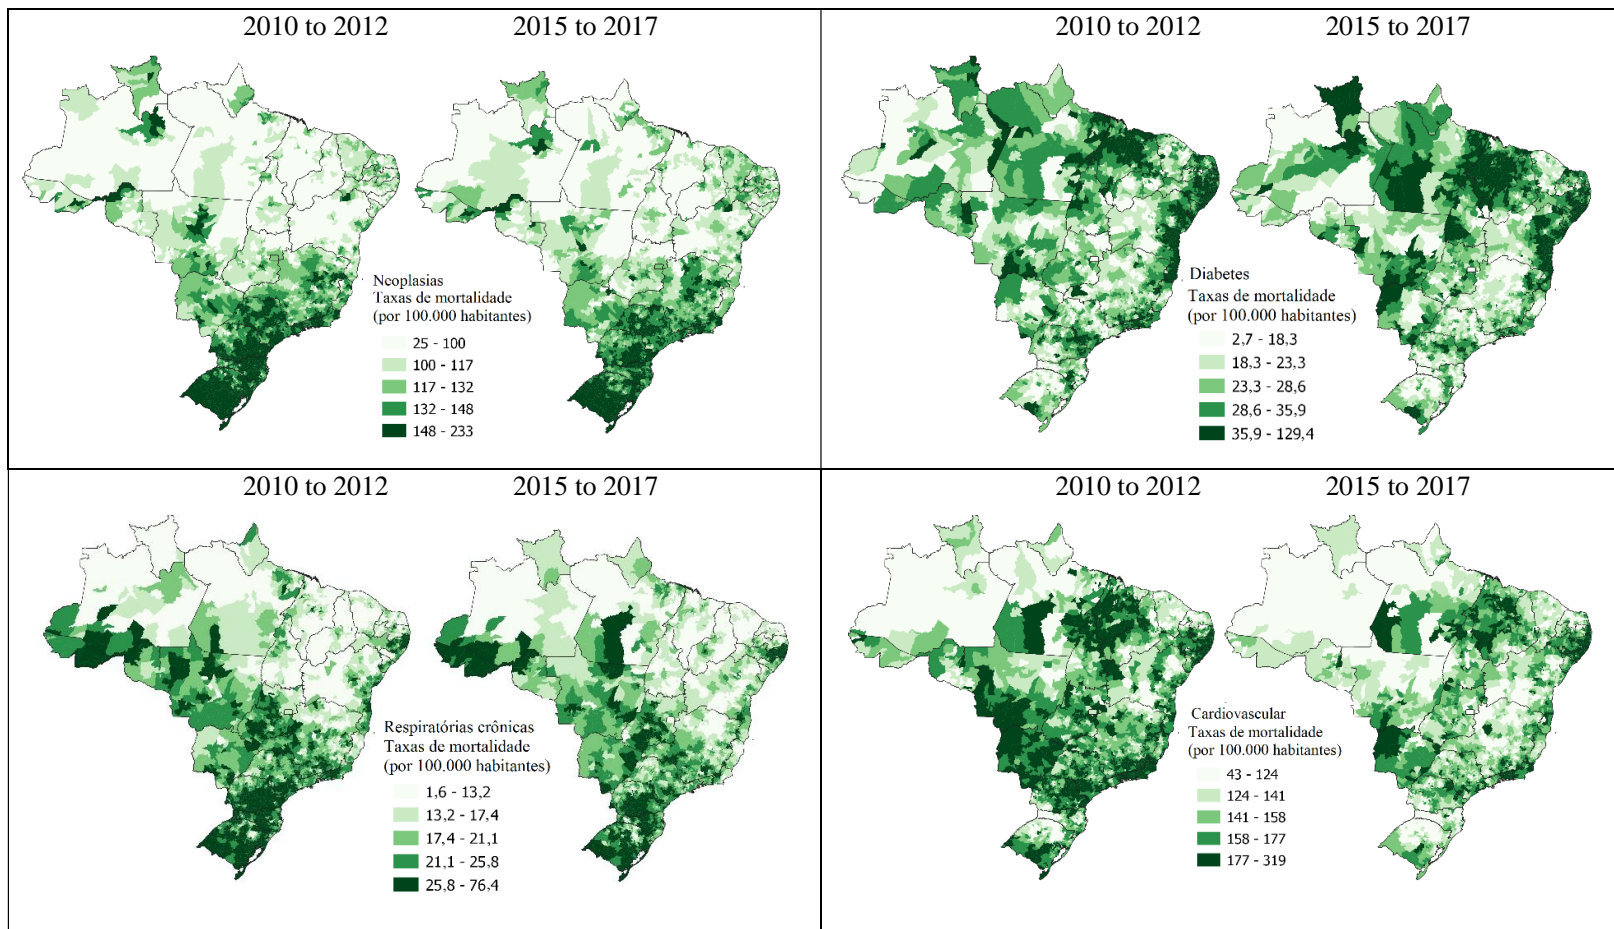 2010 to 2012
2015 to 2017
Neoplasias
Taxas de mortalidade
(por 100.000 habitantes)
25 - 100
100 - 117
117 - 132
132 - 148
148 - 233
2010 to 2012
2015 to 2017
Diabetes
Taxas de mortalidade
(por 100.000 habitantes)
2,7 - 18,3
18,3 - 23,3
23,3 - 28,6
28,6 - 35,9
35,9 - 129,4
2010 to 2012
2015 to 2017
Respiratórias crônicas
Taxas de mortalidade
(por 100.000 habitantes)
1,6 - 13,2
13,2 - 17,4
17,4 - 21,1
21,1 - 25,8
25,8 - 76,4
2010 to 2012
2015 to 2017
Cardiovascular
Taxas de mortalidade
(por 100.000 habitantes)
43 - 124
124 - 141
141 - 158
158 - 177
177 - 319